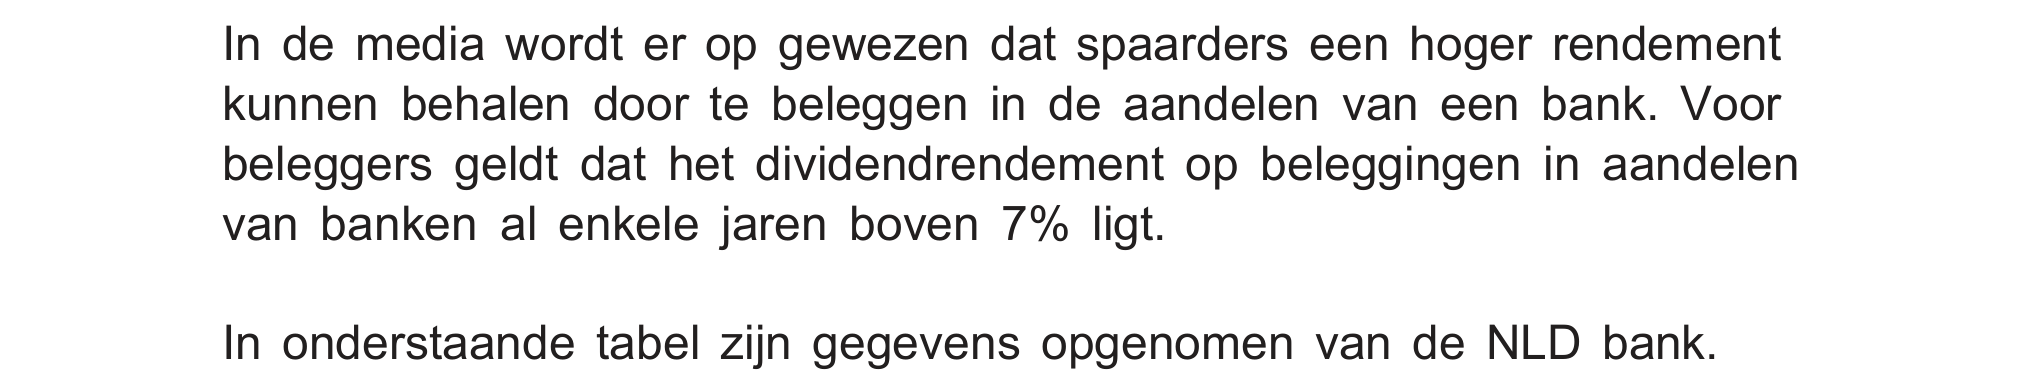 In de media wordt er op gewezen dat spaarders een hoger rendement
kunnen behalen door te beleggen in de aandelen van een bank. Voor
beleggers geldt dat het dividendrendement op beleggingen in aandelen
van banken al enkele jaren boven 7% ligt.
In onderstaande tabel zijn gegevens opgenomen van de NLD bank.